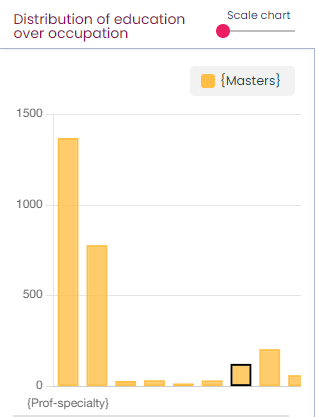 Distribution of education
over occupation
Scale chart
{Masters}
1500
1000
500
0
{Prof-specialty}